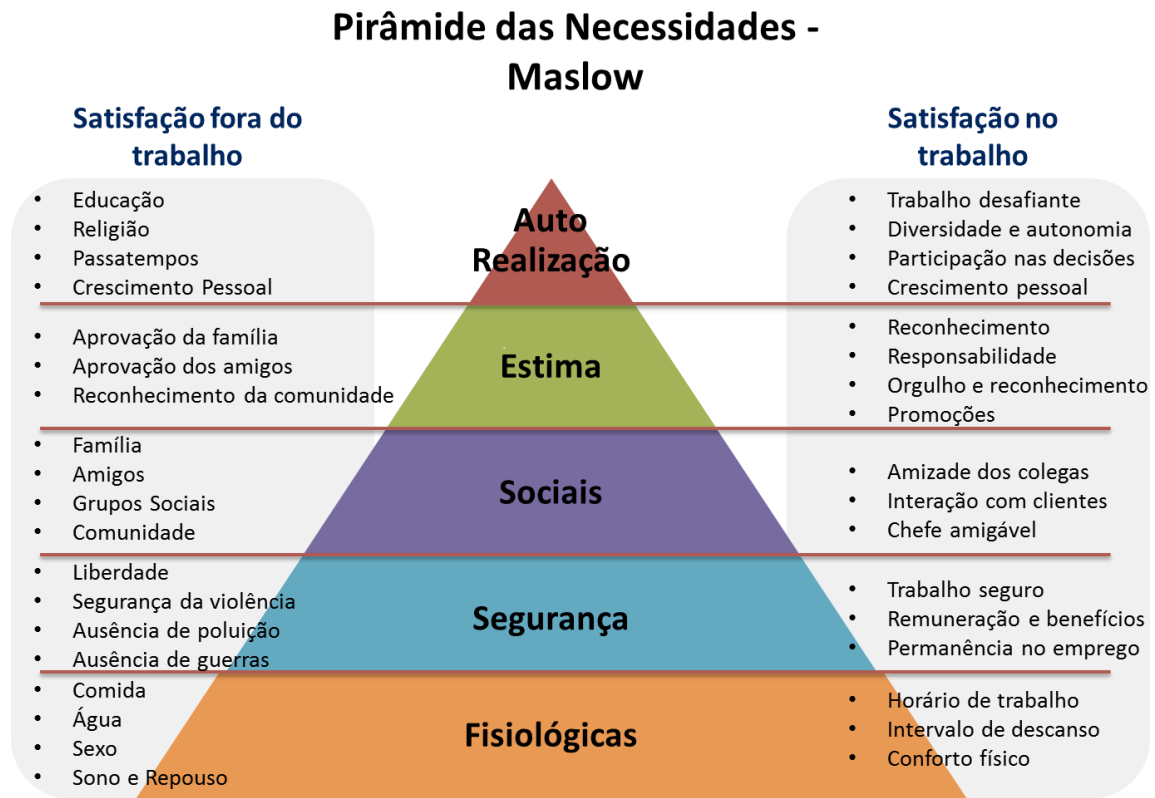 Pirâmide das Necessidades -
Maslow
Satisfação fora do
trabalho
• Educação
• Religião
• Passatempos
• Crescimento Pessoal
• Aprovação da família
• Aprovação dos amigos
• Reconhecimento da comunidade
• Família
• Amigos
• Grupos Sociais
• Comunidade
• Liberdade
• Segurança da violência
• Ausência de poluição
• Ausência de guerras
• Comida
• Água
• Sexo
• Sono e Repouso
Auto
Realização
Estima
Sociais
Segurança
Fisiológicas
Satisfação no
trabalho
• Trabalho desafiante
• Diversidade e autonomia
• Participação nas decisões
• Crescimento pessoal
• Reconhecimento
• Responsabilidade
• Orgulho e reconhecimento
• Promoções
• Amizade dos colegas
• Interação com clientes
• Chefe amigável
• Trabalho seguro
• Remuneração e benefícios
• Permanência no emprego
• Horário de trabalho
• Intervalo de descanso
• Conforto físico